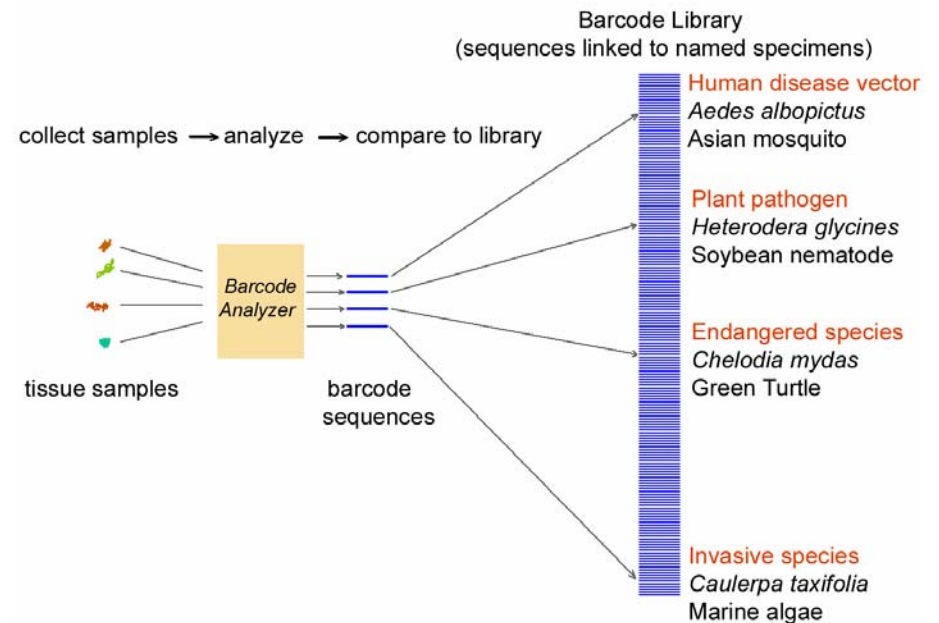 Barcode Library
(sequences linked to named specimens)
collect samples → analyze → compare to library
Human disease vector
Aedes albopictus
Asian mosquito
Plant pathogen
Heterodera glycines
Soybean nematode
Barcode
Analyzer
Endangered species
Chelodia mydas
Green Turtle
tissue samples
barcode
sequences
Invasive species
Caulerpa taxifolia
Marine algae